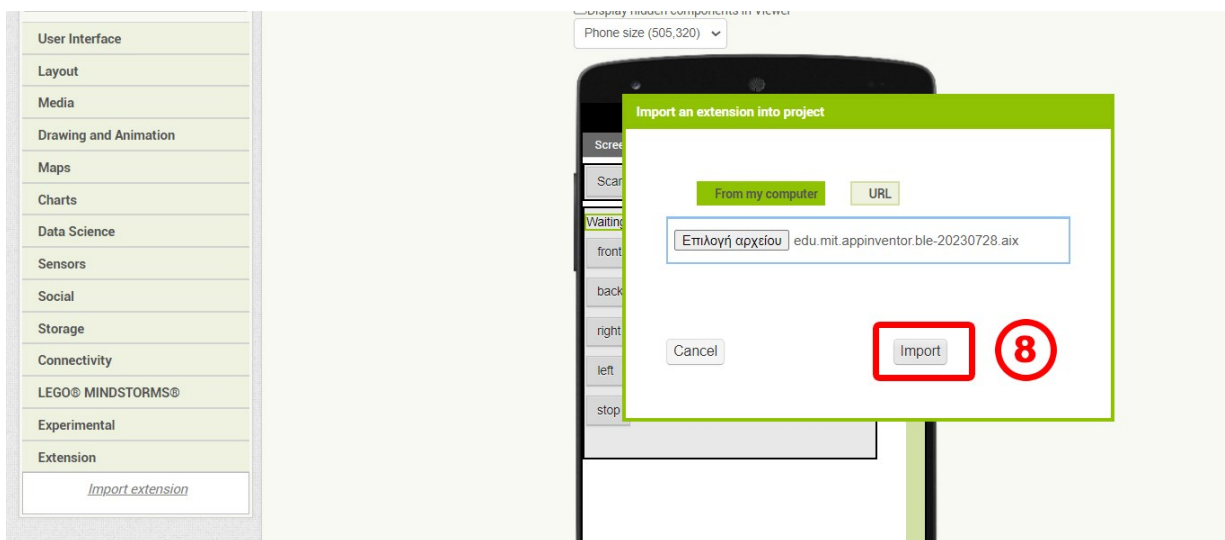 Display hidden components in Viewer
Phone size (505,320)
User Interface
Layout
Media
Drawing and Animation
Maps
Charts
Data Science
Sensors
Social
Storage
Connectivity
LEGO® MINDSTORMS®
Experimental
Extension
Import extension
Scree
Scan
Waiting
front
back
right
left
stop
Import an extension into project
From my computer
URL
Επιλογή αρχείου edu.mit.appinventor.ble-20230728.aix
Cancel
Import
8